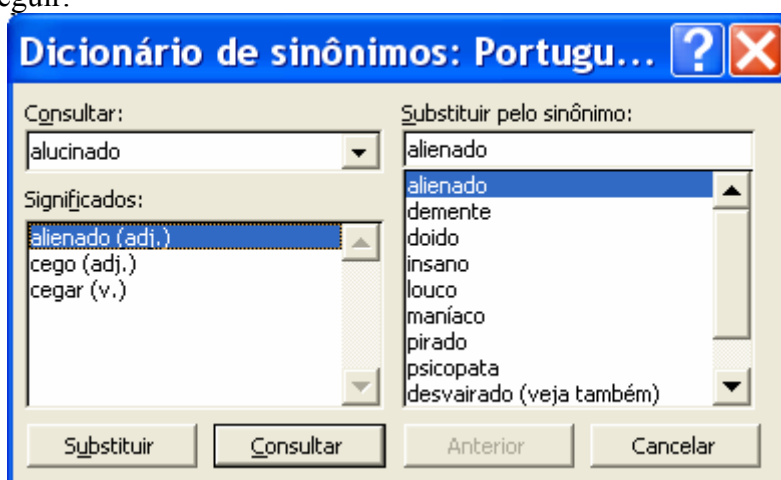 Dicionário de sinônimos: Portugu...
Consultar:
alucinado
Significados:
alienado (adj.)
cego (adj.)
cegar (v.)
Substituir pelo sinônimo:
alienado
alienado
demente
doido
insano
louco
maníaco
pirado
psicopata
desvairado (veja também)
Substituir
Consultar
Anterior
Cancelar